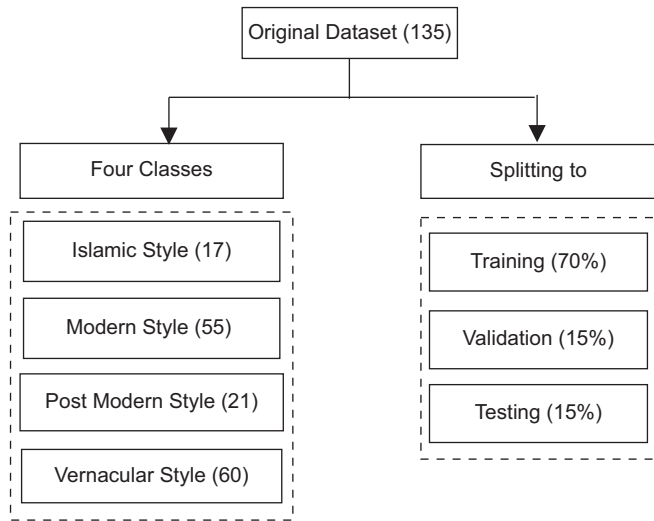 Original Dataset (135)
Four Classes
Islamic Style (17)
Modern Style (55)
Post Modern Style (21)
Vernacular Style (60)
Splitting to
Training (70%)
Validation (15%)
Testing (15%)